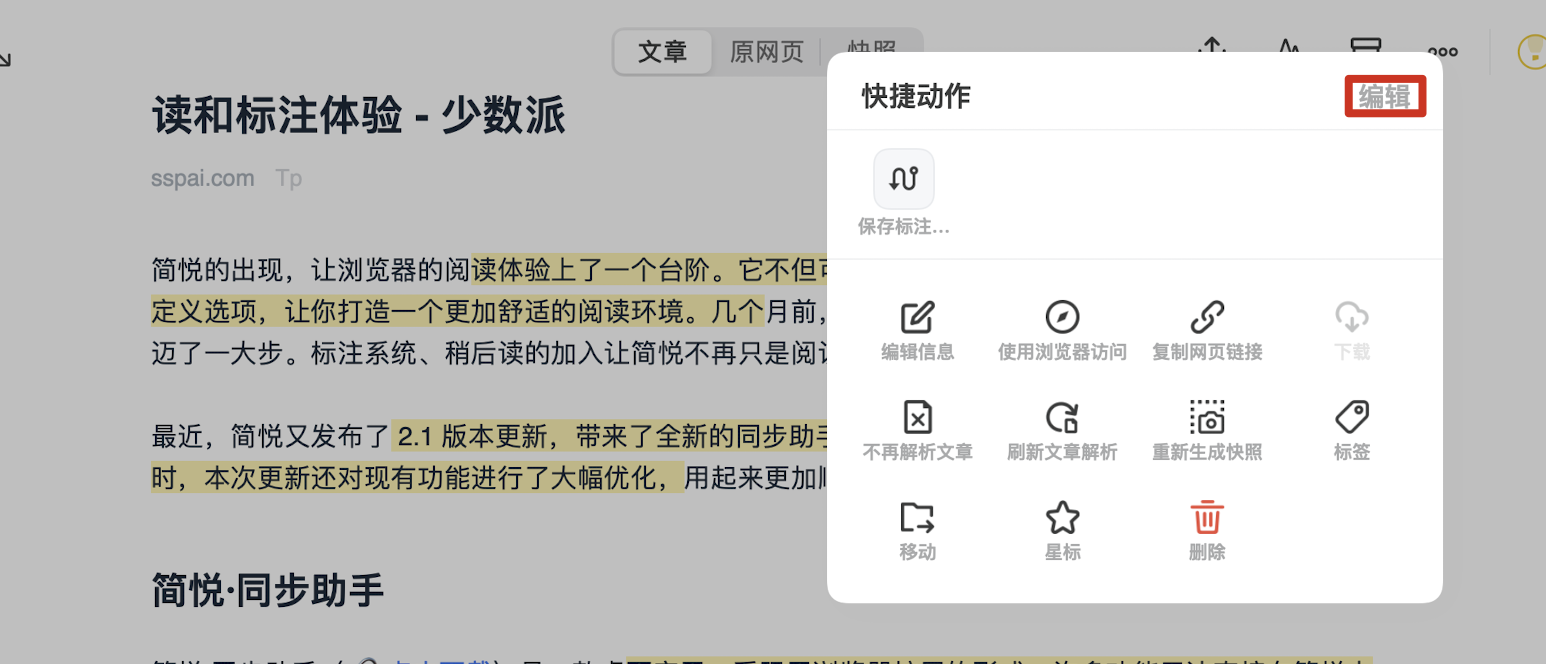 文章 原网页 快照
读和标注体验 - 少数派
快捷动作 编辑
sspai.com Tp
保存标注...
简悦的出现，让浏览器的阅读体验上了一个台阶。它不但可
定义选项，让你打造一个更加舒适的阅读环境。几个月前，
迈了一大步。标注系统、稍后读的加入让简悦不再只是阅读
编辑信息 使用浏览器访问 复制网页链接 下载
最近，简悦又发布了 2.1 版本更新，带来了全新的同步助手
时，本次更新还对现有功能进行了大幅优化，用起来更加顺
不再解析文章 刷新文章解析 重新生成快照 标签
移动 星标 删除
简悦·同步助手